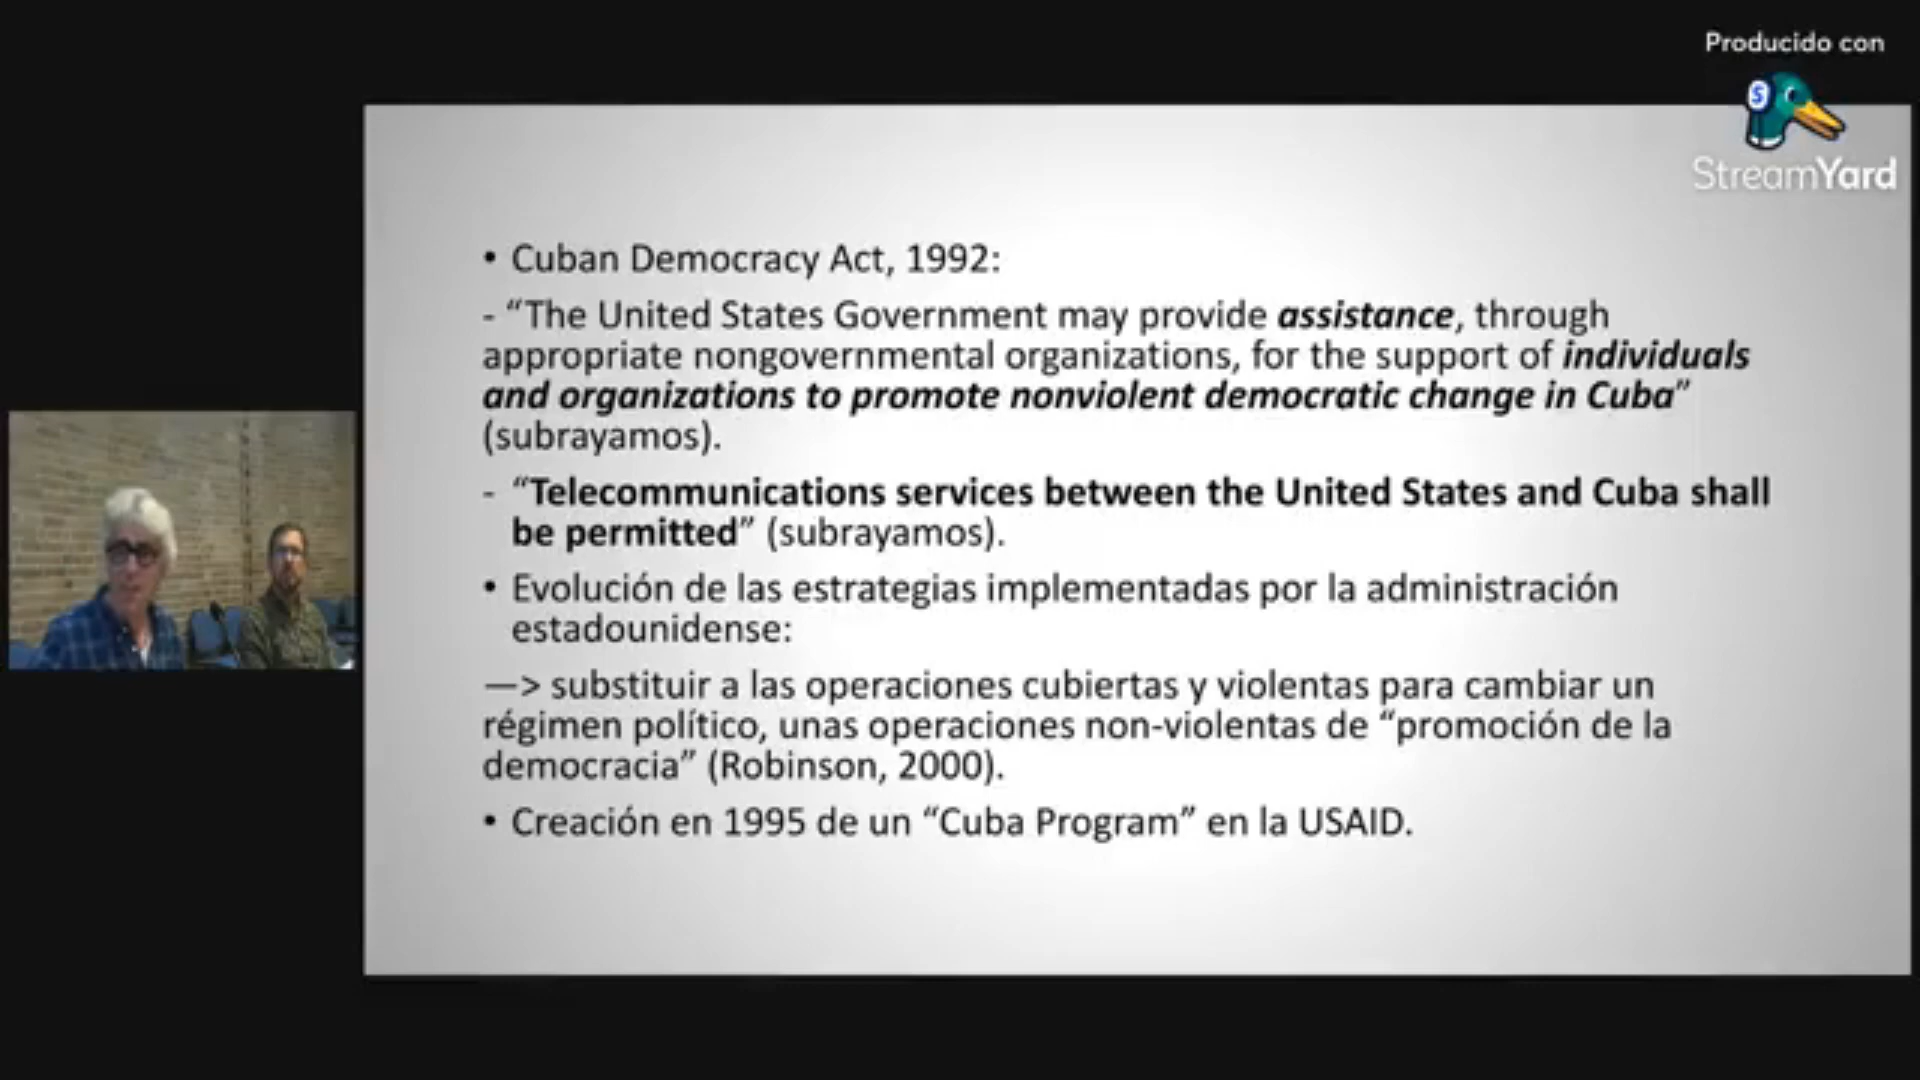 Producido con
StreamYard
• Cuban Democracy Act, 1992:
- “The United States Government may provide assistance, through
appropriate nongovernmental organizations, for the support of individuals
and organizations to promote nonviolent democratic change in Cuba”
(subrayamos).
- “Telecommunications services between the United States and Cuba shall
be permitted” (subrayamos).
• Evolución de las estrategias implementadas por la administración
estadounidense:
—> substituir a las operaciones cubiertas y violentas para cambiar un
régimen político, unas operaciones non-violentas de “promoción de la
democracia” (Robinson, 2000).
• Creación en 1995 de un “Cuba Program” en la USAID.